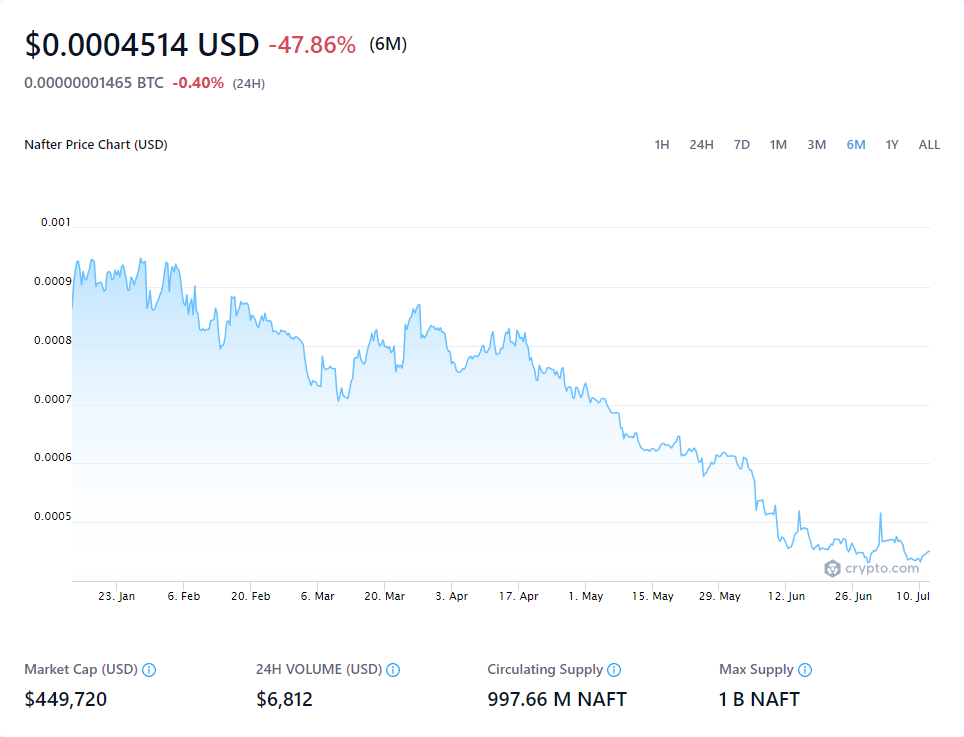 $0.0004514 USD -47.86% (6M)
0.00000001465 BTC -0.40% (24H)
Nafter Price Chart (USD) 1H 24H 7D 1M 3M 6M 1Y ALL
0.001
0.0009
0.0008
0.0007
0.0006
0.0005
crypto.com
23. Jan 6. Feb 20. Feb 6. Mar 20. Mar 3. Apr 17. Apr 1. May 15. May 29. May 12. Jun 26. Jun 10. Jul
Market Cap (USD) 24H VOLUME (USD) Circulating Supply Max Supply
$449,720 $6,812 997.66 M NAFT 1 B NAFT